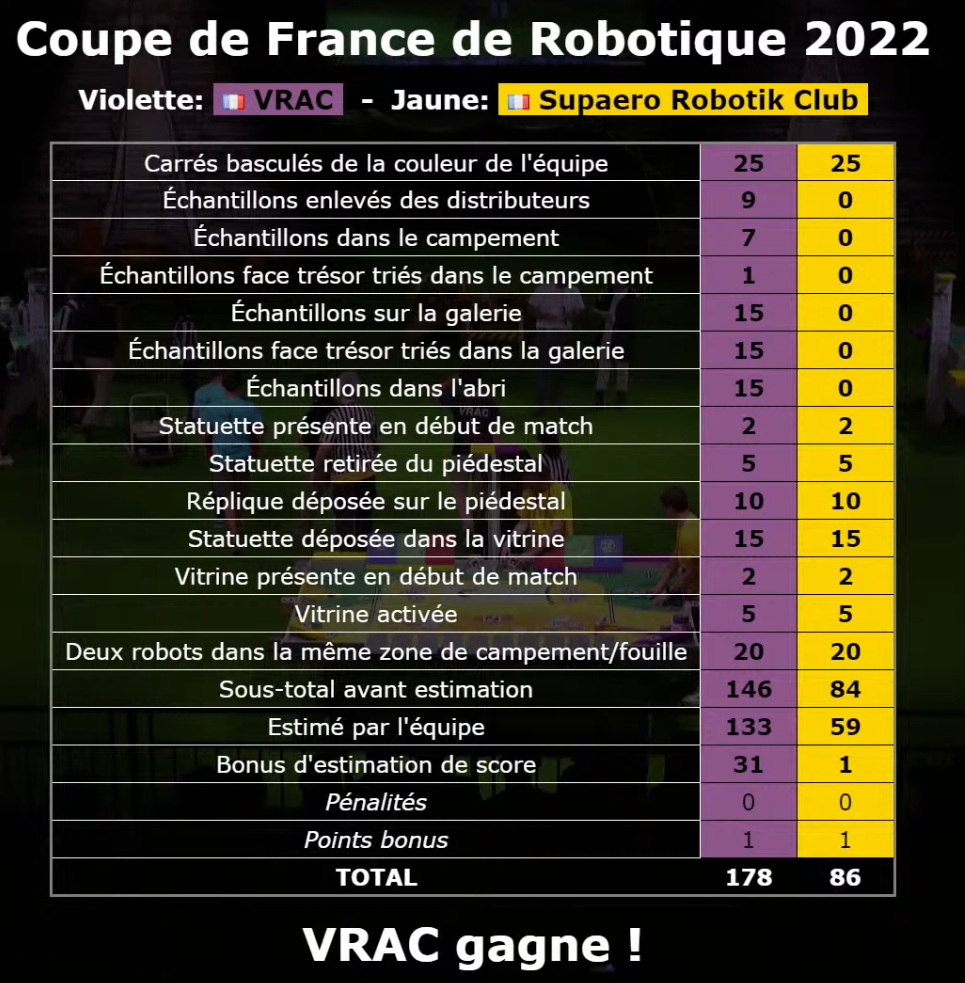 Coupe de France de Robotique 2022
Violette: VRAC - Jaune: Supaero Robotik Club
Carrés basculés de la couleur de l'équipe 25 25
Échantillons enlevés des distributeurs 9 0
Échantillons dans le campement 7 0
Échantillons face trésor triés dans le campement 1 0
Échantillons sur la galerie 15 0
Échantillons face trésor triés dans la galerie 15 0
Échantillons dans l'abri 15 0
Statuette présente en début de match 2 2
Statuette retirée du piédestal 5 5
Réplique déposée sur le piédestal 10 10
Statuette déposée dans la vitrine 15 15
Vitrine présente en début de match 2 2
Vitrine activée 5 5
Deux robots dans la même zone de campement/fouille 20 20
Sous-total avant estimation 146 84
Estimé par l'équipe 133 59
Bonus d'estimation de score 31 1
Pénalités 0 0
Points bonus 1 1
TOTAL 178 86
VRAC gagne !
VRAC